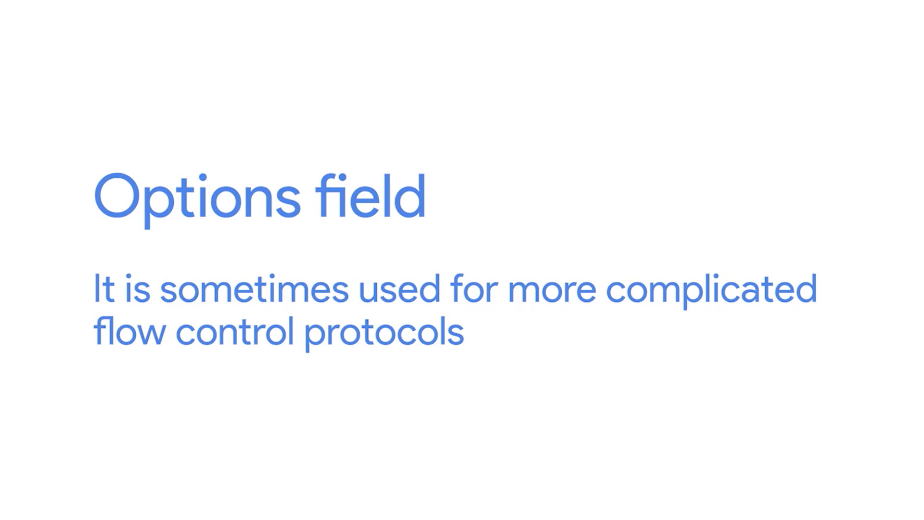 Options field
It is sometimes used for more complicated
flow control protocols